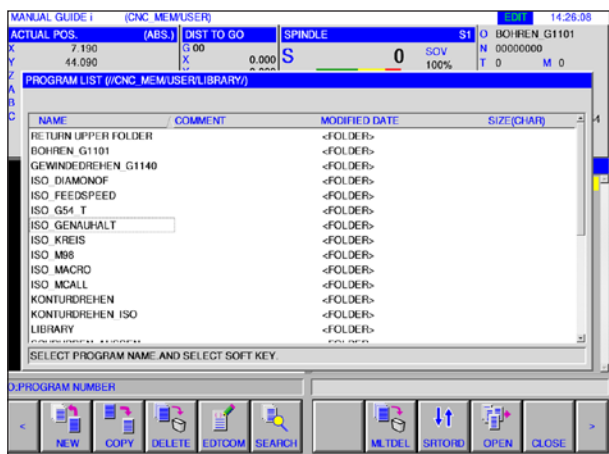 MANUAL GUIDE i (CNC_MEM/USER) EDIT 14.26.08
ACTUAL POS. (ABS.) DIST TO GO SPINDLE S1 O BOHREN G1101
X 7.190 G 00 S 0 SOV N 00000000
Y 44.090 X 0.000 100% T 0 M 0
Z
A
B
C
PROGRAM LIST (//CNC_MEM/USER/LIBRARY/)
NAME COMMENT MODIFIED DATE SIZE(CHAR)
RETURN UPPER FOLDER <FOLDER>
BOHREN_G1101 <FOLDER>
GEWINDEDREHEN_G1140 <FOLDER>
ISO_DIAMONOF <FOLDER>
ISO_FEEDSPEED <FOLDER>
ISO_G54_T <FOLDER>
ISO_GENAUHALT <FOLDER>
ISO_KREIS <FOLDER>
ISO_M98 <FOLDER>
ISO_MACRO <FOLDER>
ISO_MCALL <FOLDER>
KONTURDREHEN <FOLDER>
KONTURDREHEN_ISO <FOLDER>
LIBRARY <FOLDER>
SELECT PROGRAM NAME.AND SELECT SOFT KEY.
O:PROGRAM NUMBER
< NEW COPY DELETE EDTCOM SEARCH MLTDEL SRTORD OPEN CLOSE >